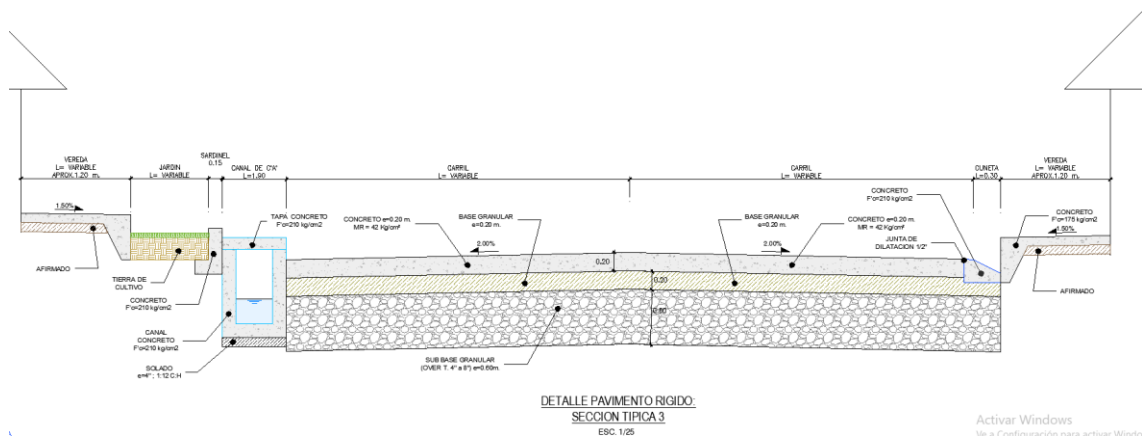 VEREDA
L= VARIABLE
APROX.1.20 m.
JARDIN
L= VARIABLE
SARDINEL
0.15
CANAL DE C°A°
L=1.90
CARRIL
L= VARIABLE
CARRIL
L= VARIABLE
CUNETA
L=0.30
VEREDA
L= VARIABLE
APROX.1.20 m.
1.50%
TAPA CONCRETO
F'c=210 kg/cm2
CONCRETO e=0.20 m.
MR = 42 Kg/cm²
BASE GRANULAR
e=0.20 m.
BASE GRANULAR
e=0.20 m.
CONCRETO e=0.20 m.
MR = 42 Kg/cm²
CONCRETO
F'c=210 kg/cm2
CONCRETO
F'c=175 kg/cm2
1.50%
JUNTA DE
DILATACION 1/2"
2.00%
2.00%
0.20
0.20
AFIRMADO
TIERRA DE
CULTIVO
CONCRETO
F'c=210 kg/cm2
AFIRMADO
CANAL
CONCRETO
F'c=210 kg/cm2
SOLADO
e=4" ; 1:12 C:H
SUB BASE GRANULAR
(OVER T. 4" a 8") e=0.60m.
0.60
DETALLE PAVIMENTO RIGIDO:
SECCION TIPICA 3
ESC. 1/25
Activar Windows
Ve a Configuración para activar Windows